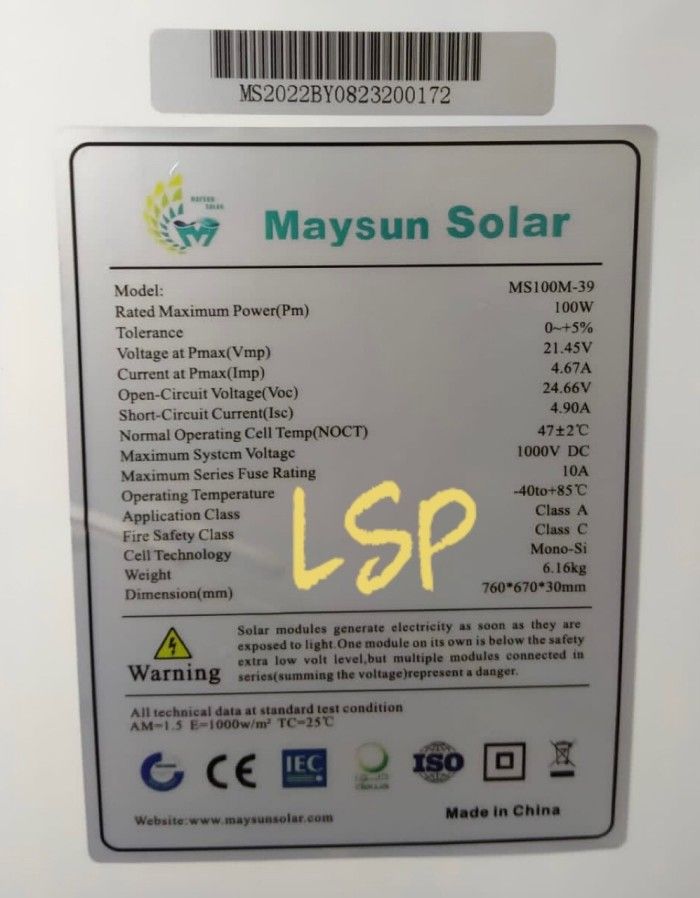 MS2022BY0823200172
MAYSUN
SOLAR
Maysun Solar
Model: MS100M-39
Rated Maximum Power(Pm) 100W
Tolerance 0~+5%
Voltage at Pmax(Vmp) 21.45V
Current at Pmax(Imp) 4.67A
Open-Circuit Voltage(Voc) 24.66V
Short-Circuit Current(Isc) 4.90A
Normal Operating Cell Temp(NOCT) 47±2℃
Maximum System Voltage 1000V DC
Maximum Series Fuse Rating 10A
Operating Temperature -40to+85℃
Application Class Class A
Fire Safety Class Class C
Cell Technology Mono-Si
Weight 6.16kg
Dimension(mm) 760*670*30mm
LSP
Warning
Solar modules generate electricity as soon as they are
exposed to light.One module on its own is below the safety
extra low volt level,but multiple modules connected in
series(summing the voltage)represent a danger.
All technical data at standard test condition
AM=1.5 E=1000w/m² TC=25℃
CE IEC ISO
Website:www.maysunsolar.com Made in China